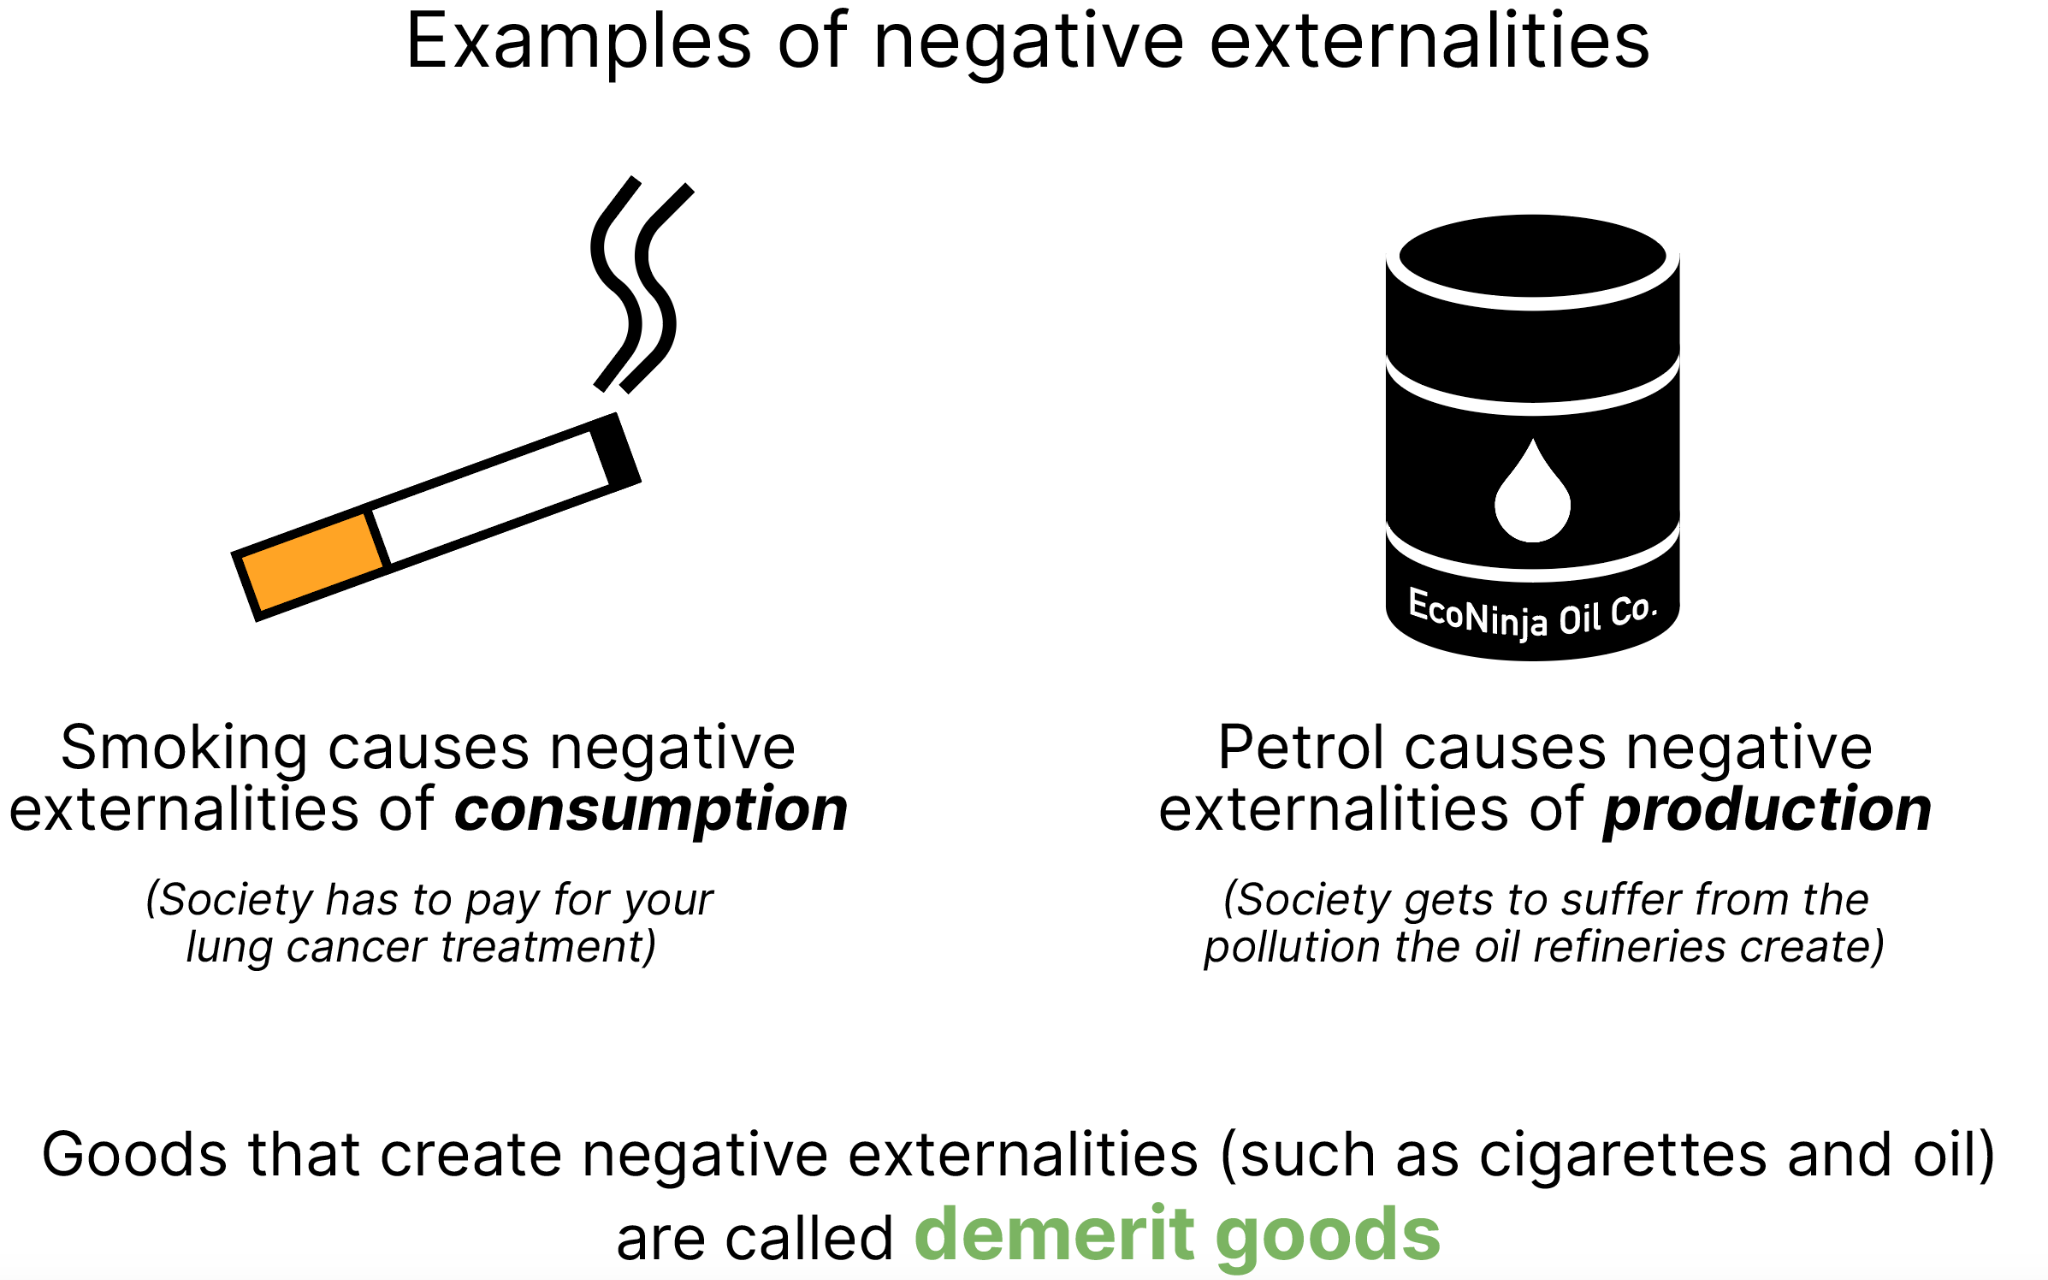 Examples of negative externalities
EcoNinja Oil Co.
Smoking causes negative
externalities of consumption
(Society has to pay for your
lung cancer treatment)
Petrol causes negative
externalities of production
(Society gets to suffer from the
pollution the oil refineries create)
Goods that create negative externalities (such as cigarettes and oil)
are called demerit goods